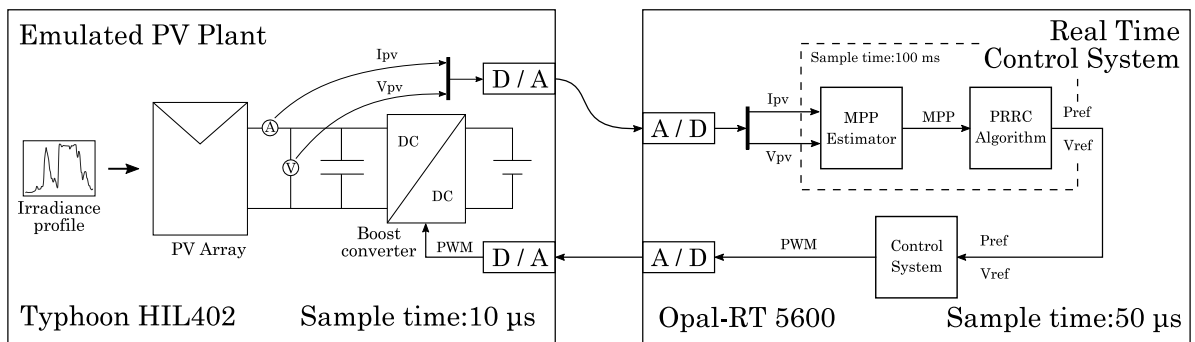 Emulated PV Plant
Ipv
Vpv
D / A
A
V
DC
DC
Irradiance
profile
PV Array
Boost
converter
PWM
D / A
Typhoon HIL402
Sample time:10 µs
Real Time
Control System
Sample time:100 ms
A / D
Ipv
Vpv
MPP
Estimator
MPP
PRRC
Algorithm
Pref
Vref
A / D
PWM
Control
System
Pref
Vref
Opal-RT 5600
Sample time:50 µs